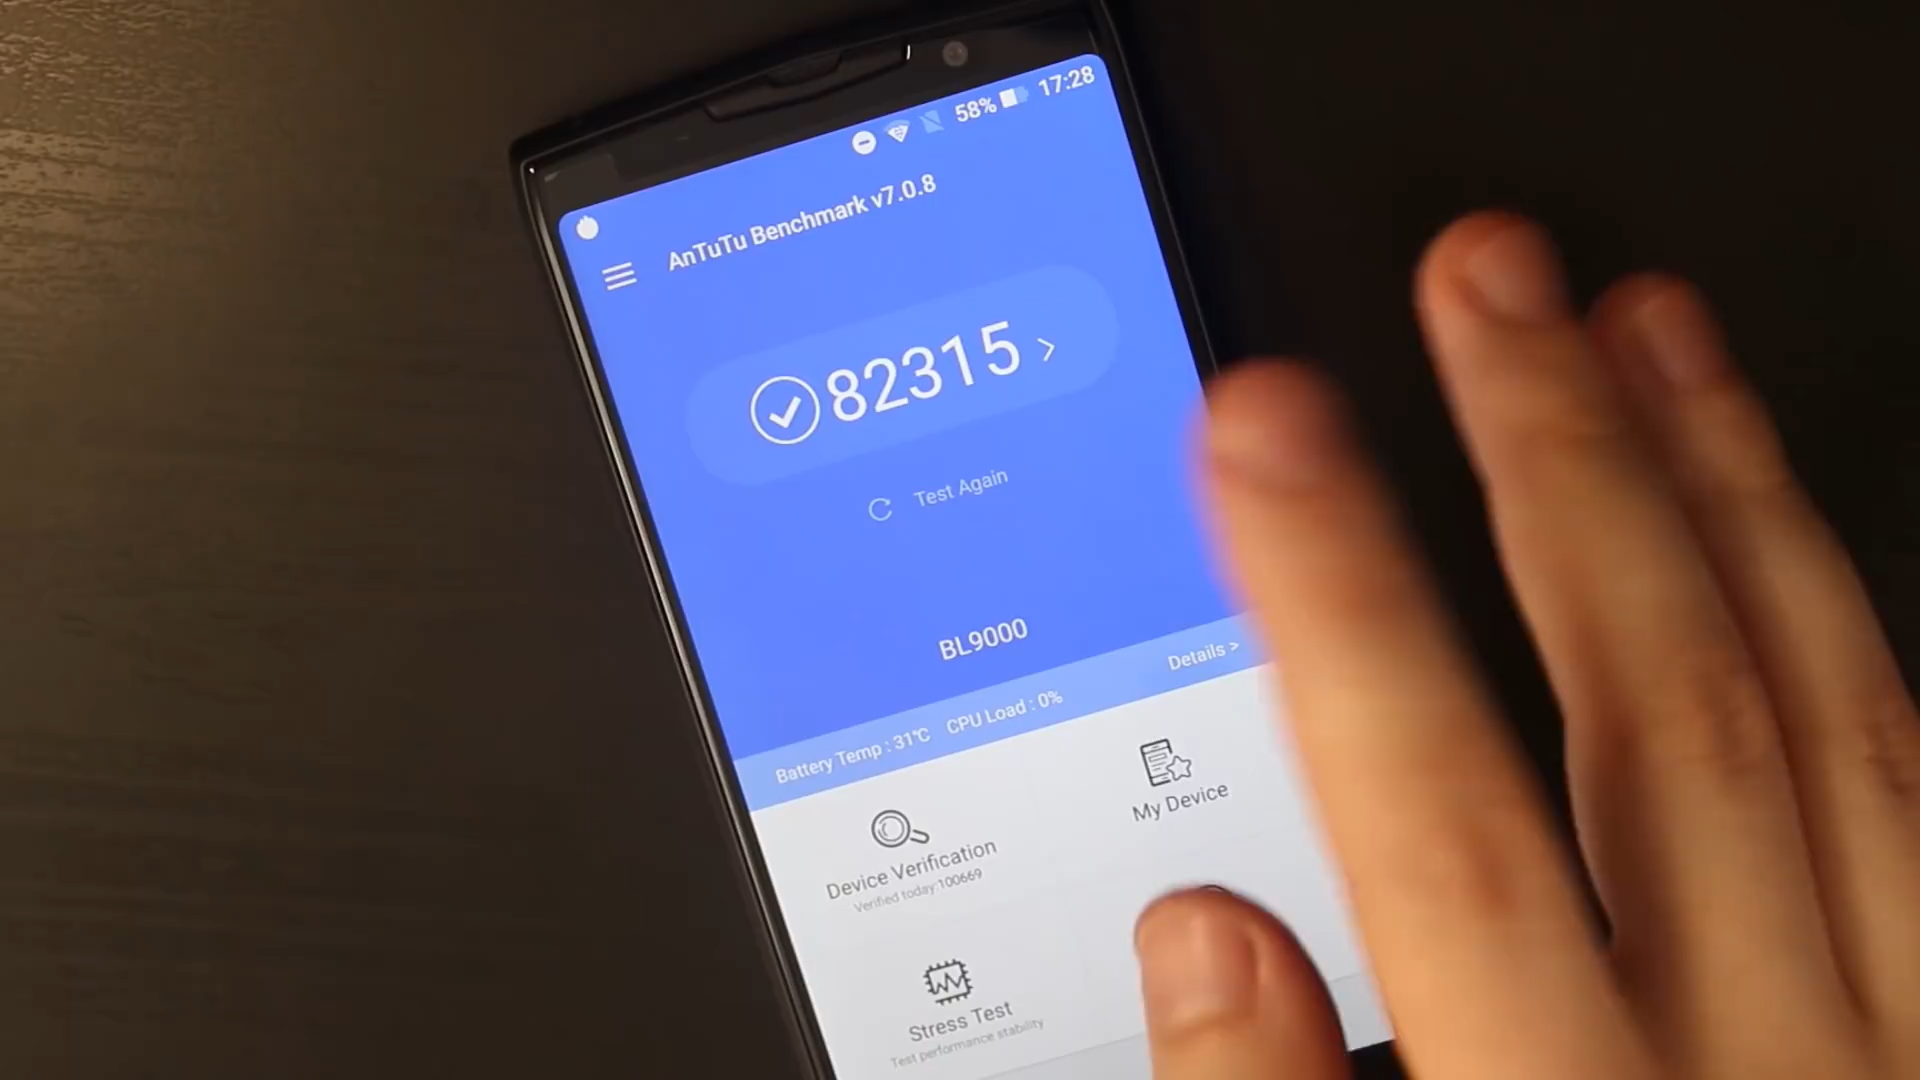 58% 17:28
AnTuTu Benchmark v7.0.8
82315 >
Test Again
BL9000
Battery Temp : 31℃ CPU Load : 0% Details >
Device Verification
Verified today:100669
My Device
Stress Test
Test performance stability